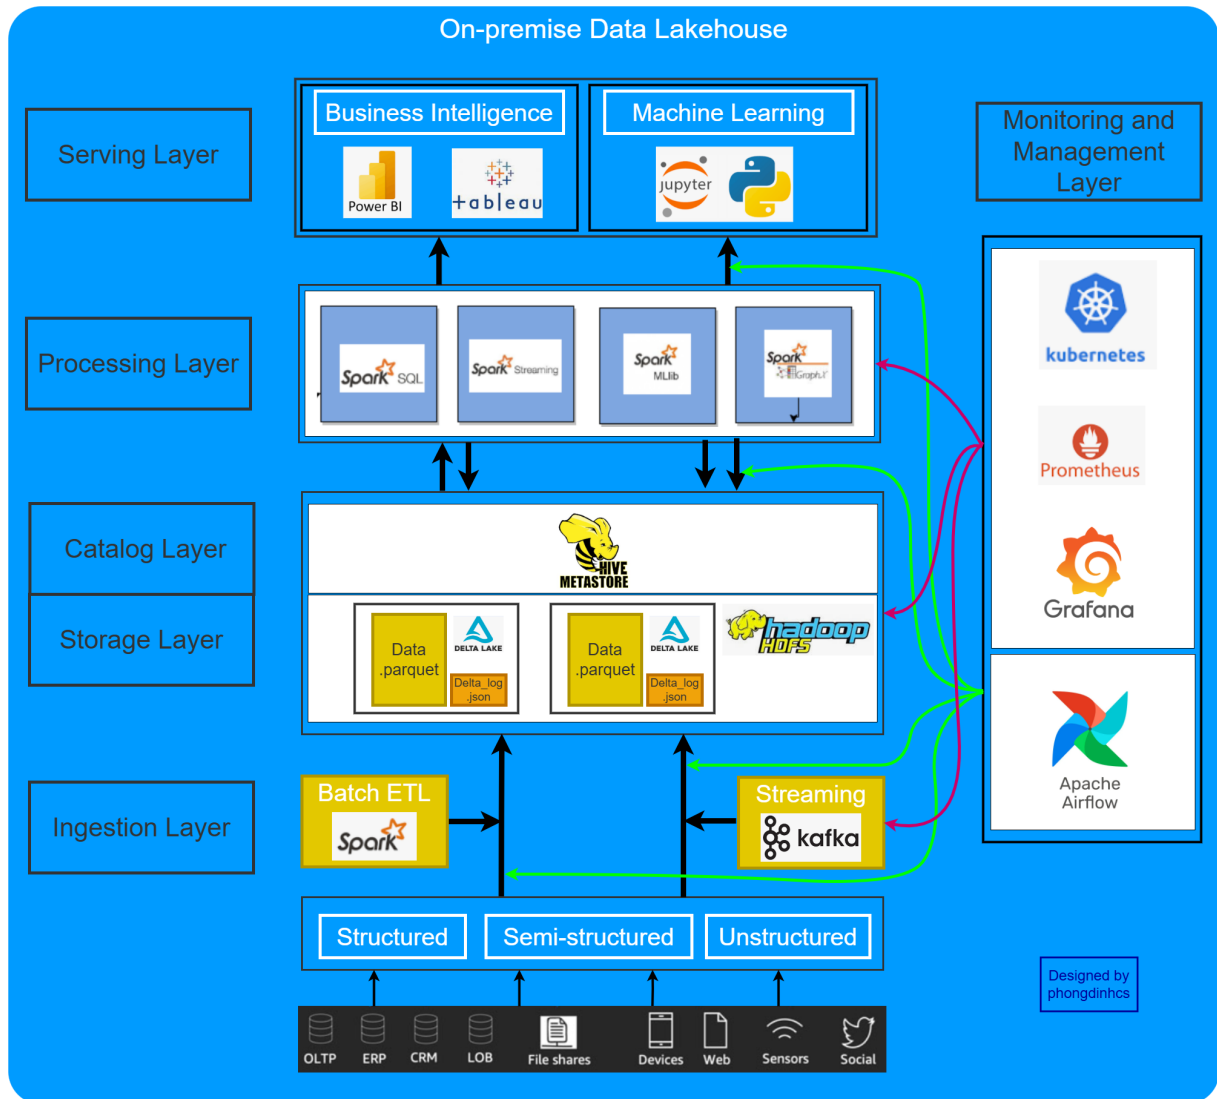 On-premise Data Lakehouse
Serving Layer
Business Intelligence
Power BI
+ableau
Machine Learning
jupyter
Monitoring and
Management
Layer
Processing Layer
Spark SQL
Spark Streaming
Spark
MLlib
Spark
GraphX
kubernetes
Prometheus
Grafana
Apache
Airflow
Catalog Layer
HIVE
METASTORE
Storage Layer
Data
.parquet
DELTA LAKE
Delta_log
.json
Data
.parquet
DELTA LAKE
Delta_log
.json
hadoop
HDFS
Ingestion Layer
Batch ETL
Spark
Streaming
kafka
Structured
Semi-structured
Unstructured
OLTP
ERP
CRM
LOB
File shares
Devices
Web
Sensors
Social
Designed by
phongdinhcs